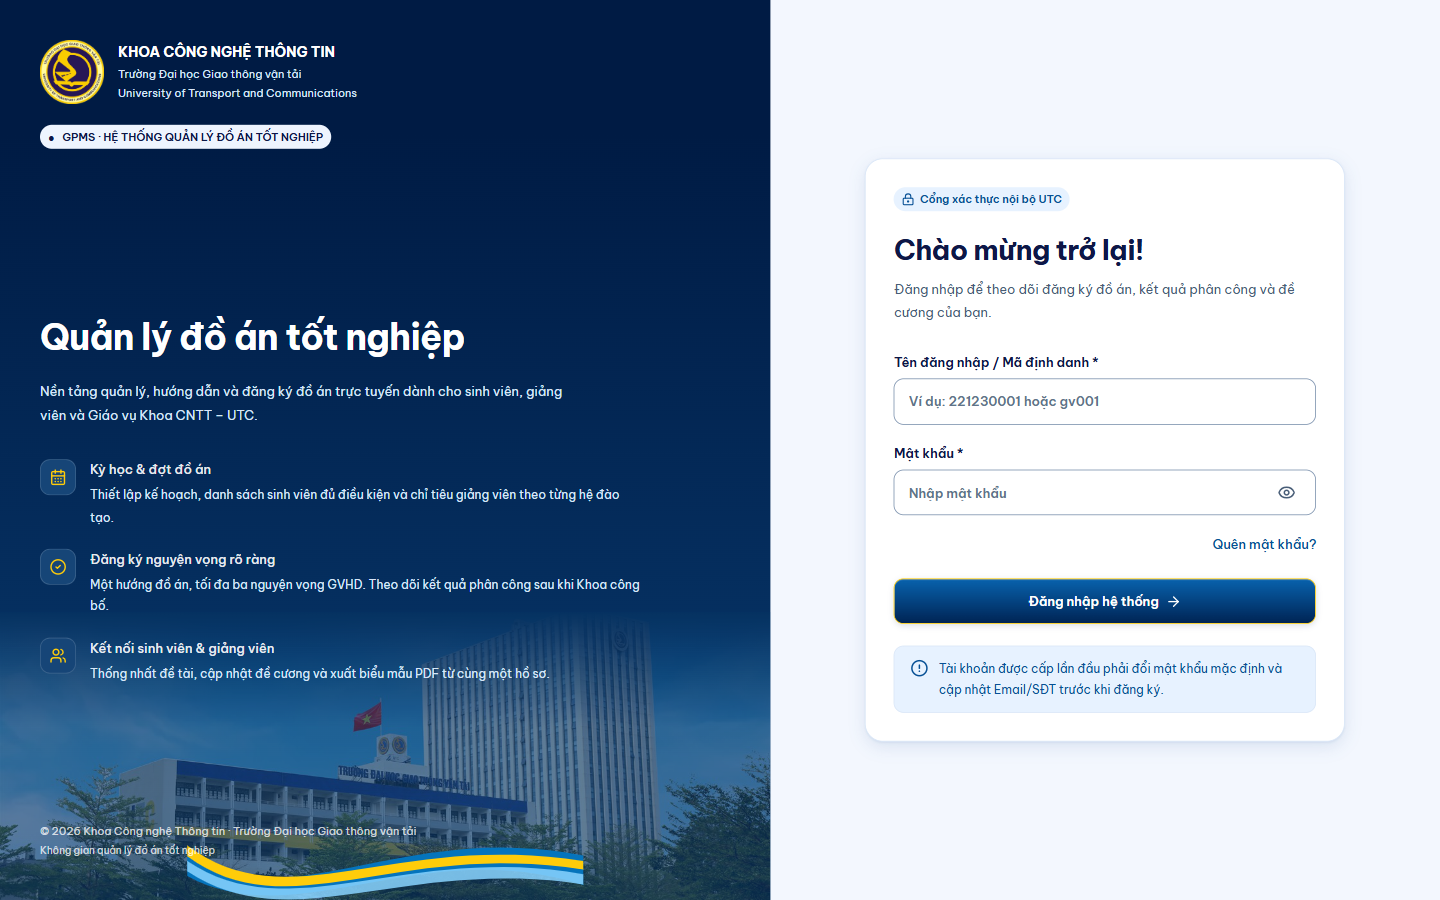 KHOA CÔNG NGHỆ THÔNG TIN
Trường Đại học Giao thông vận tải
University of Transport and Communications
• GPMS · HỆ THỐNG QUẢN LÝ ĐỒ ÁN TỐT NGHIỆP
Quản lý đồ án tốt nghiệp
Nền tảng quản lý, hướng dẫn và đăng ký đồ án trực tuyến dành cho sinh viên, giảng
viên và Giáo vụ Khoa CNTT – UTC.
Kỳ học & đợt đồ án
Thiết lập kế hoạch, danh sách sinh viên đủ điều kiện và chỉ tiêu giảng viên theo từng hệ đào
tạo.
Đăng ký nguyện vọng rõ ràng
Một hướng đồ án, tối đa ba nguyện vọng GVHD. Theo dõi kết quả phân công sau khi Khoa công
bố.
Kết nối sinh viên & giảng viên
Thống nhất đề tài, cập nhật đề cương và xuất biểu mẫu PDF từ cùng một hồ sơ.
TRƯỜNG ĐẠI HỌC GIAO THÔNG VẬN TẢI
© 2026 Khoa Công nghệ Thông tin · Trường Đại học Giao thông vận tải
Không gian quản lý đồ án tốt nghiệp
Cổng xác thực nội bộ UTC
Chào mừng trở lại!
Đăng nhập để theo dõi đăng ký đồ án, kết quả phân công và đề
cương của bạn.
Tên đăng nhập / Mã định danh *
Ví dụ: 221230001 hoặc gv001
Mật khẩu *
Nhập mật khẩu
Quên mật khẩu?
Đăng nhập hệ thống →
Tài khoản được cấp lần đầu phải đổi mật khẩu mặc định và
cập nhật Email/SĐT trước khi đăng ký.